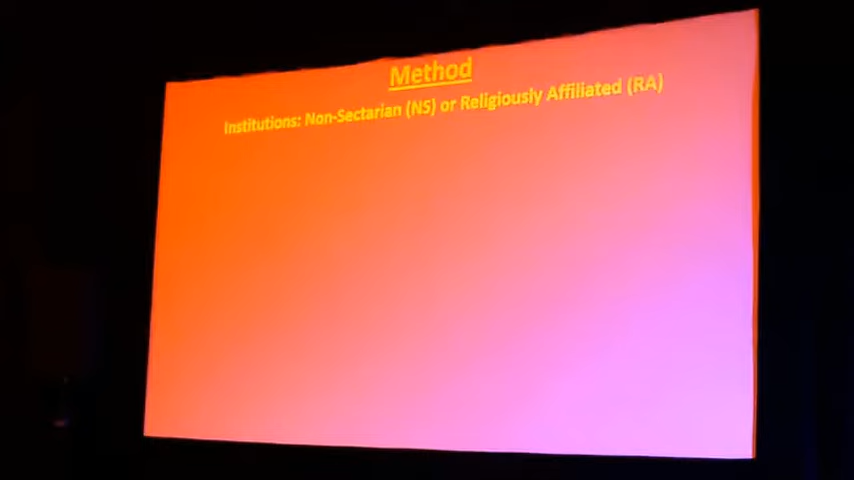 Method
Institutions: Non-Sectarian (NS) or Religiously Affiliated (RA)